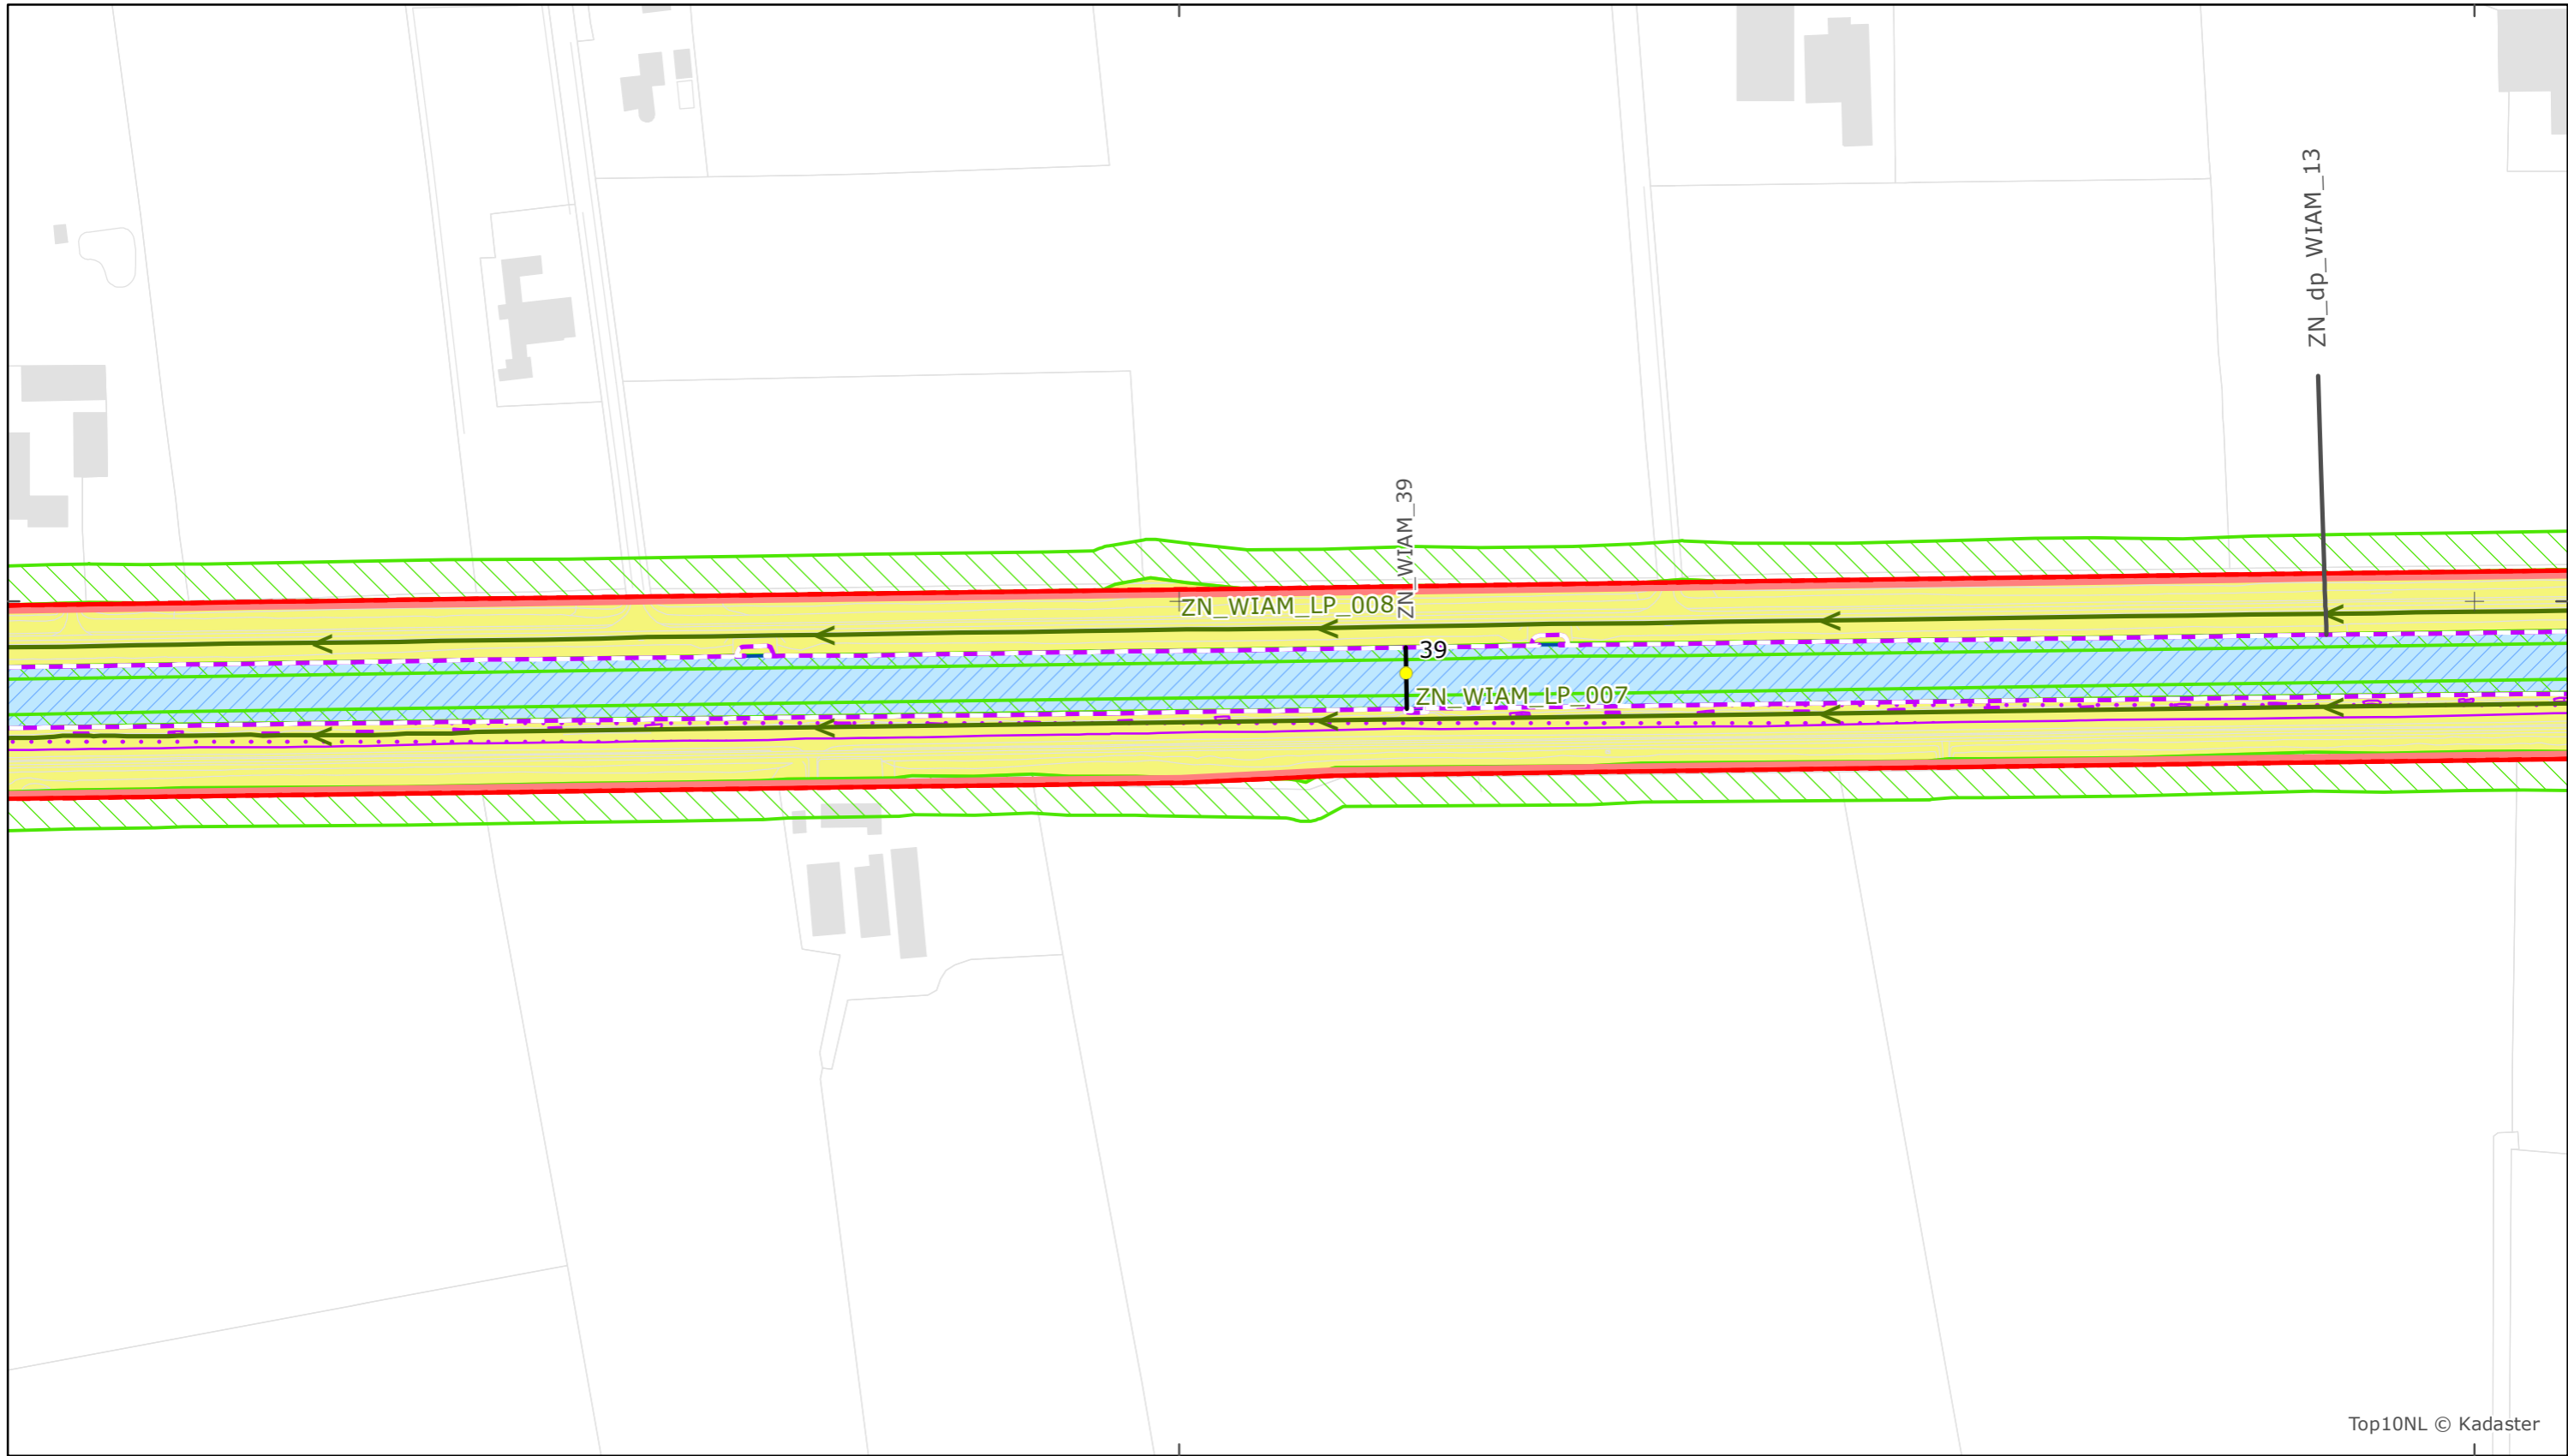 ZN_dp_WIAM_13
ZN_WIAM_39
ZN_WIAM_LP_008
39
ZN_WIAM_LP_007
Top10NL © Kadaster